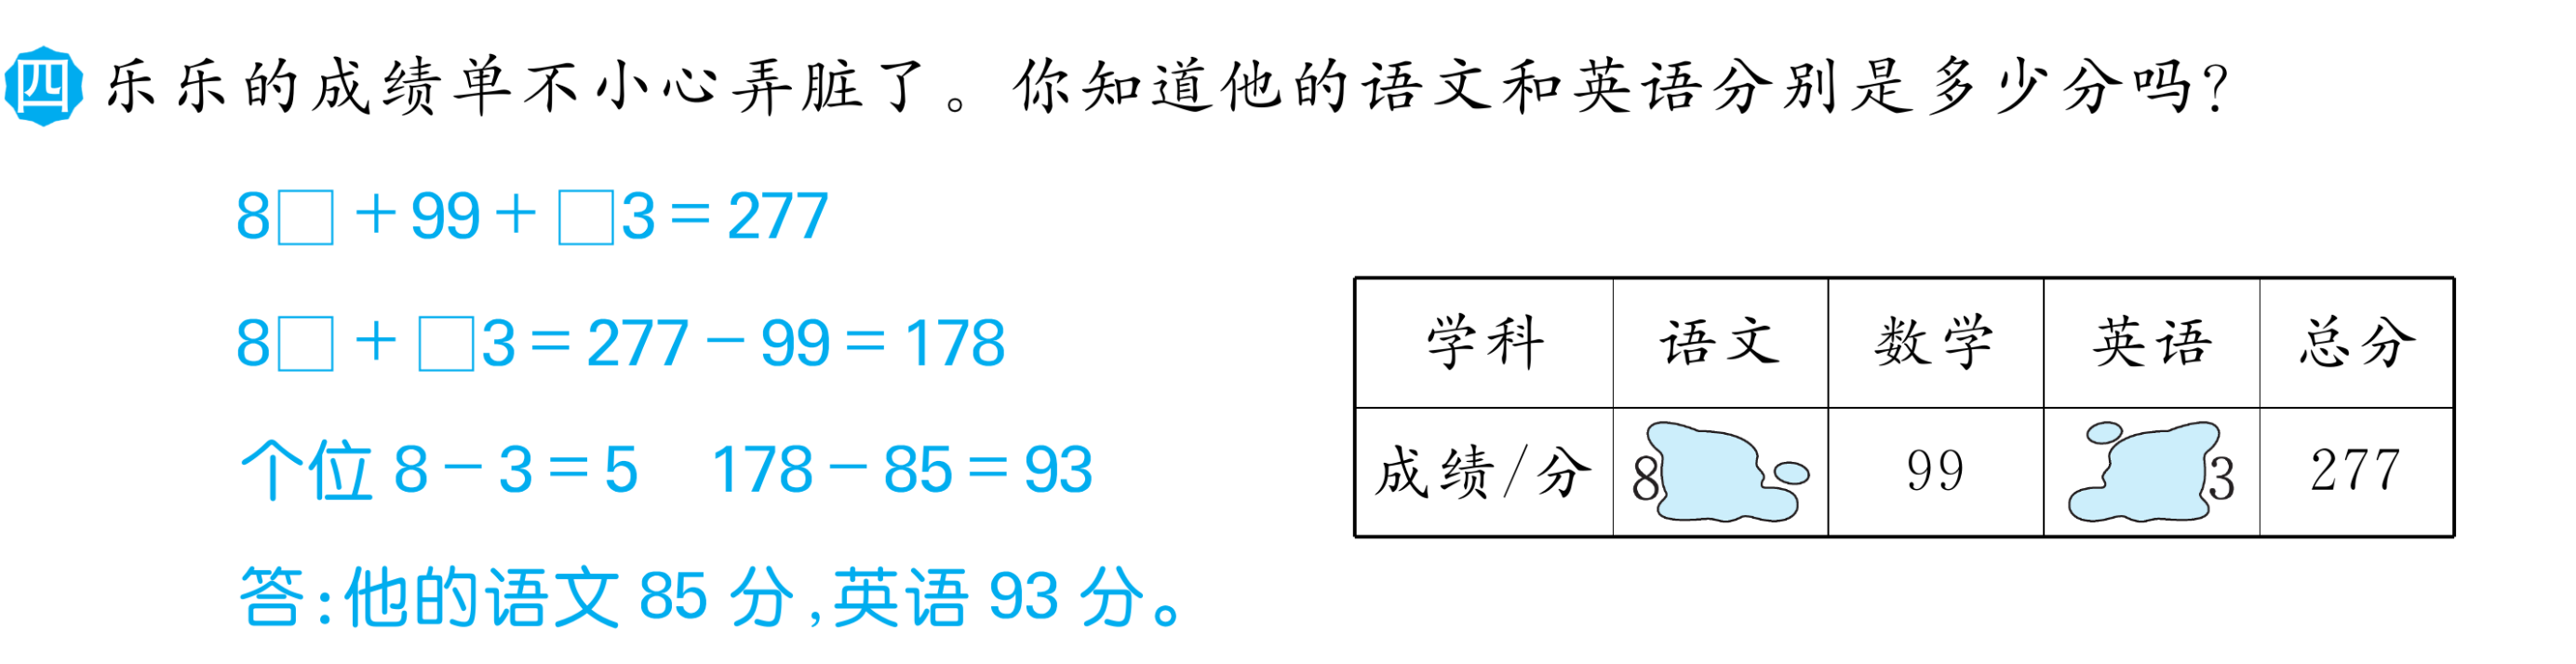 四 乐乐的成绩单不小心弄脏了。你知道他的语文和英语分别是多少分吗？
8□+99+□3=277
8□+□3=277-99=178
个位 8-3=5 178-85=93
答:他的语文 85 分,英语 93 分。
学科 语文 数学 英语 总分
成绩/分 8 99 3 277